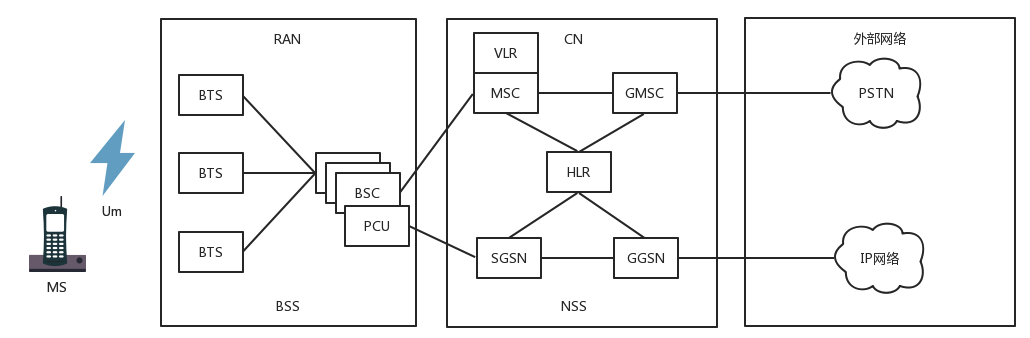 Um
MS
RAN
BTS
BTS
BTS
BSC
PCU
BSS
CN
VLR
MSC
GMSC
HLR
SGSN
GGSN
NSS
外部网络
PSTN
IP网络